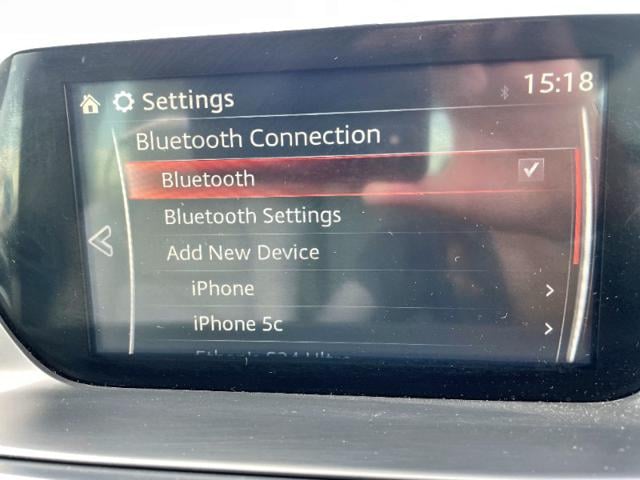 Settings
15:18
Bluetooth Connection
Bluetooth
Bluetooth Settings
Add New Device
iPhone
iPhone 5c